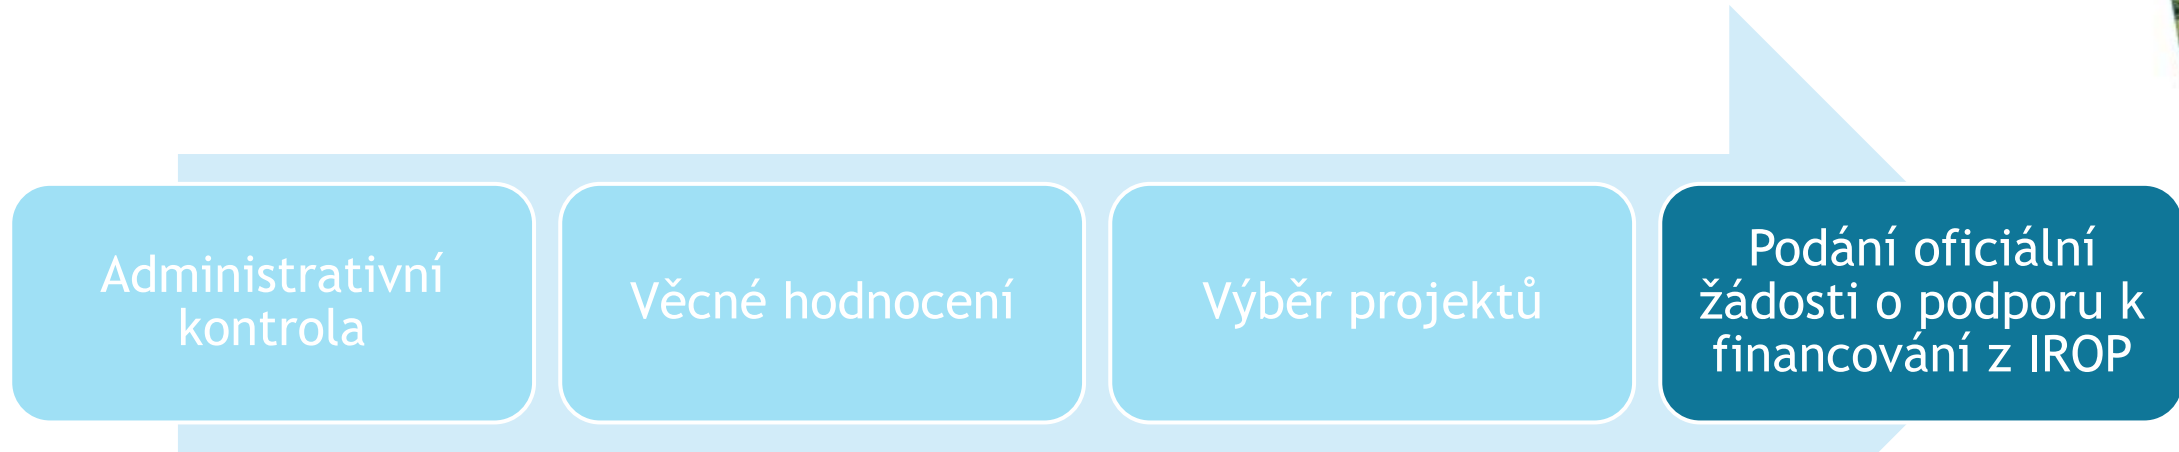 Administrativní
kontrola
Věcné hodnocení
Výběr projektů
Podání oficiální
žádosti o podporu k
financování z IROP